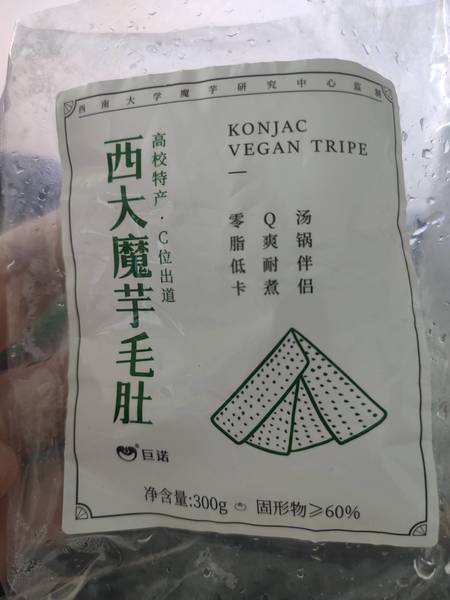 西南大学魔芋研究中心监制
KONJAC
VEGAN TRIPE
高校特产·C位出道
西大魔芋毛肚
汤锅伴侣
Q爽耐煮
零脂低卡
巨诺
净含量:300g 固形物≥60%